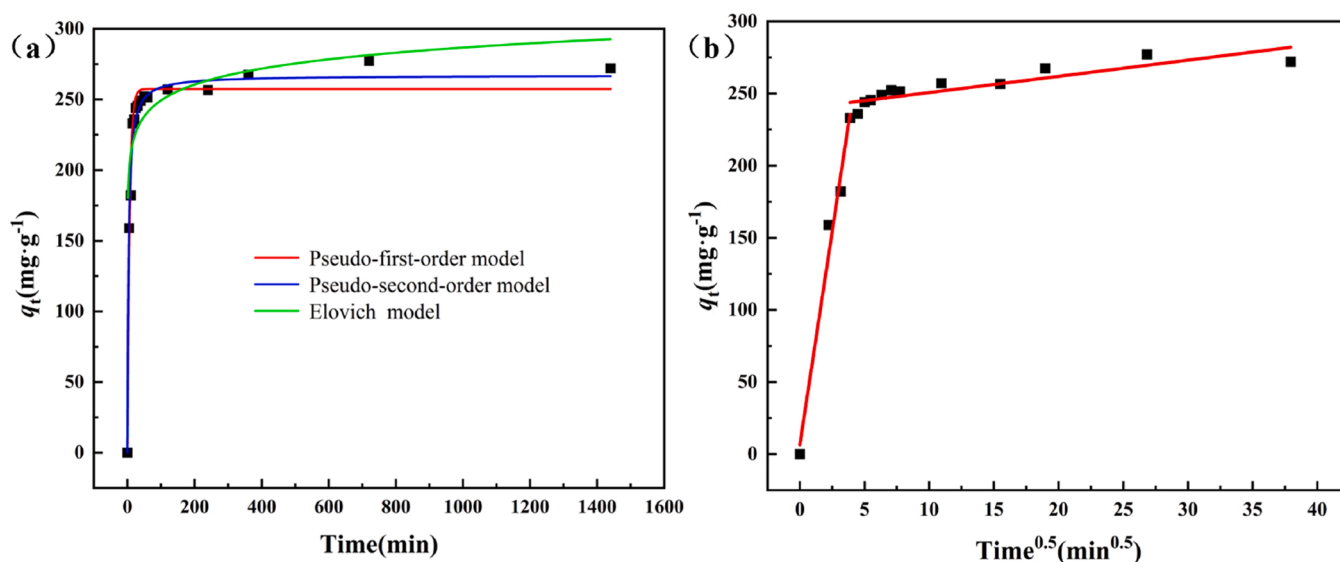 （a）
300
250
200
150
100
50
0
qt(mg·g-1)
Pseudo-first-order model
Pseudo-second-order model
Elovich model
0 200 400 600 800 1000 1200 1400 1600
Time(min)
（b）
300
250
200
150
100
50
0
qt(mg·g-1)
0 5 10 15 20 25 30 35 40
Time0.5(min0.5)